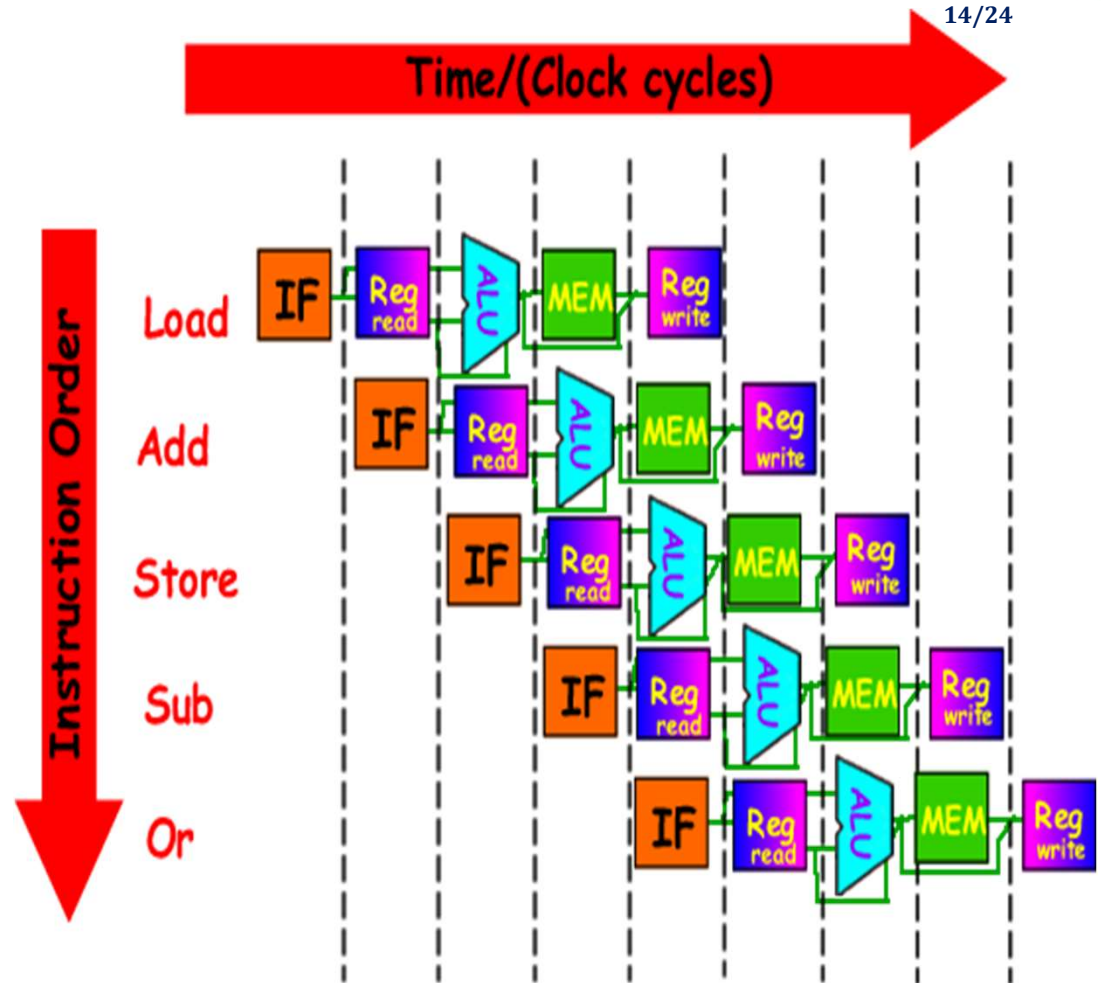 14/24
Time/(Clock cycles)
Instruction Order
Load
IF
Reg
read
ALU
MEM
Reg
write
Add
IF
Reg
read
ALU
MEM
Reg
write
Store
IF
Reg
read
ALU
MEM
Reg
write
Sub
IF
Reg
read
ALU
MEM
Reg
write
Or
IF
Reg
read
ALU
MEM
Reg
write